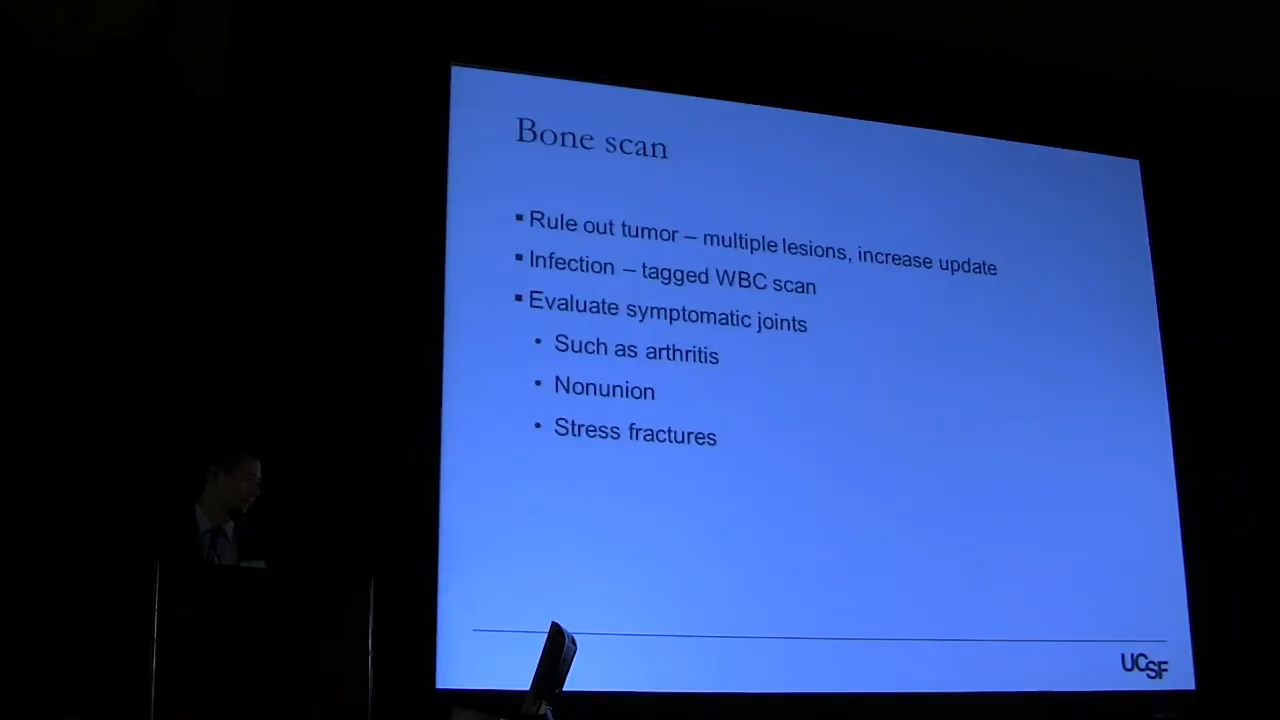 Bone scan
▪ Rule out tumor – multiple lesions, increase update
▪ Infection – tagged WBC scan
▪ Evaluate symptomatic joints
• Such as arthritis
• Nonunion
• Stress fractures
UCSF